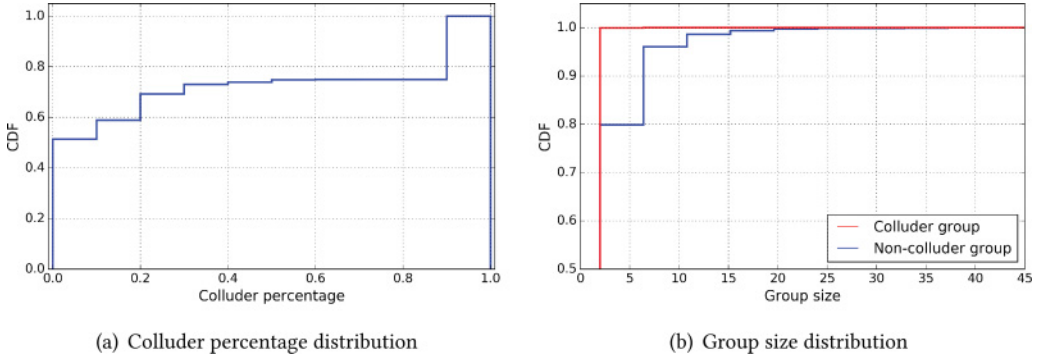 CDF
1.0
0.8
0.6
0.4
0.2
0.0
0.0 0.2 0.4 0.6 0.8 1.0
Colluder percentage
(a) Colluder percentage distribution
CDF
1.0
0.9
0.8
0.7
0.6
0.5
0 5 10 15 20 25 30 35 40 45
Group size
Colluder group
Non-colluder group
(b) Group size distribution